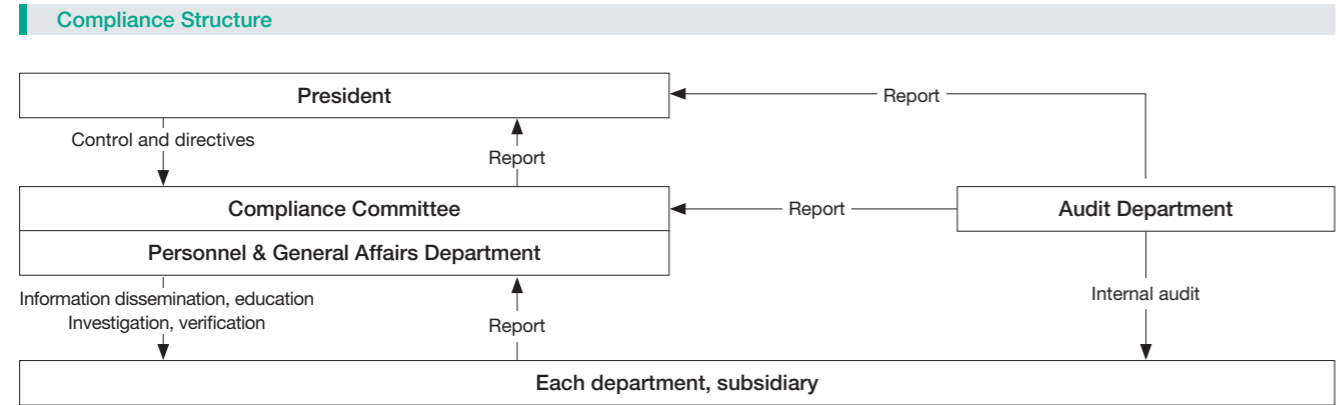 Compliance Structure
President
Report
Control and directives
Report
Compliance Committee
Report
Audit Department
Personnel & General Affairs Department
Information dissemination, education
Investigation, verification
Report
Internal audit
Each department, subsidiary